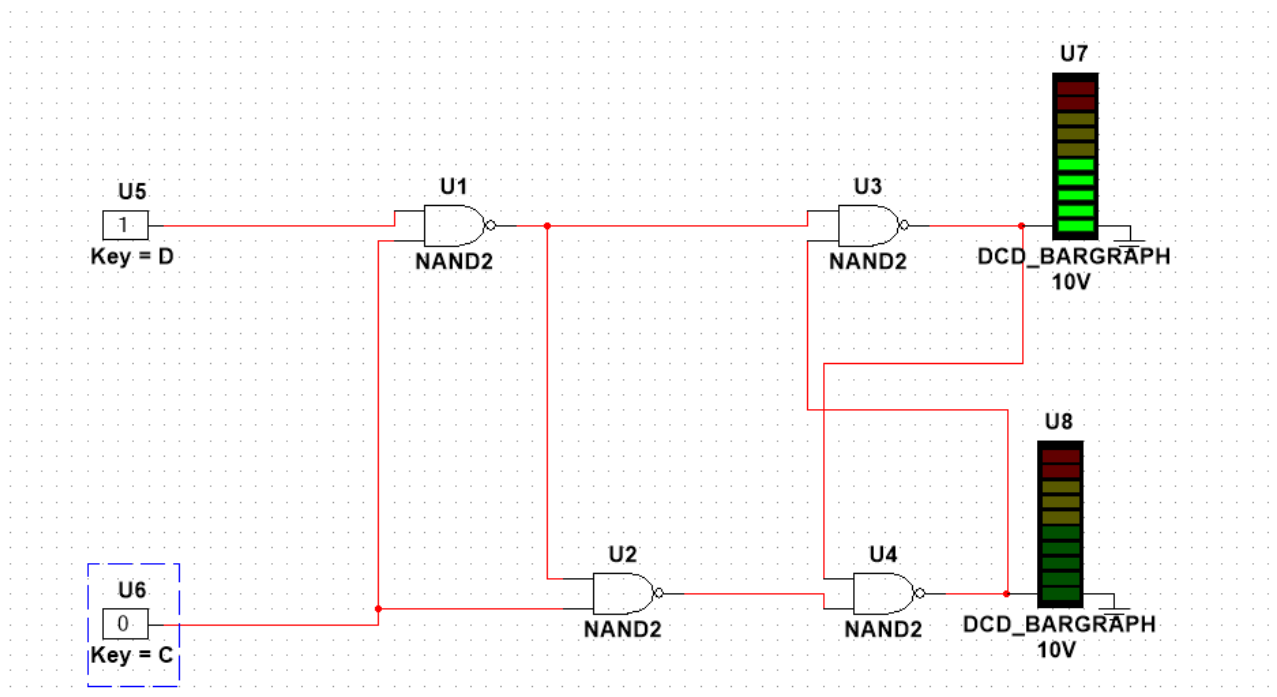 U7
U5
1
Key = D
U1
NAND2
U3
NAND2
DCD_BARGRAPH
10V
U8
U6
0
Key = C
U2
NAND2
U4
NAND2
DCD_BARGRAPH
10V